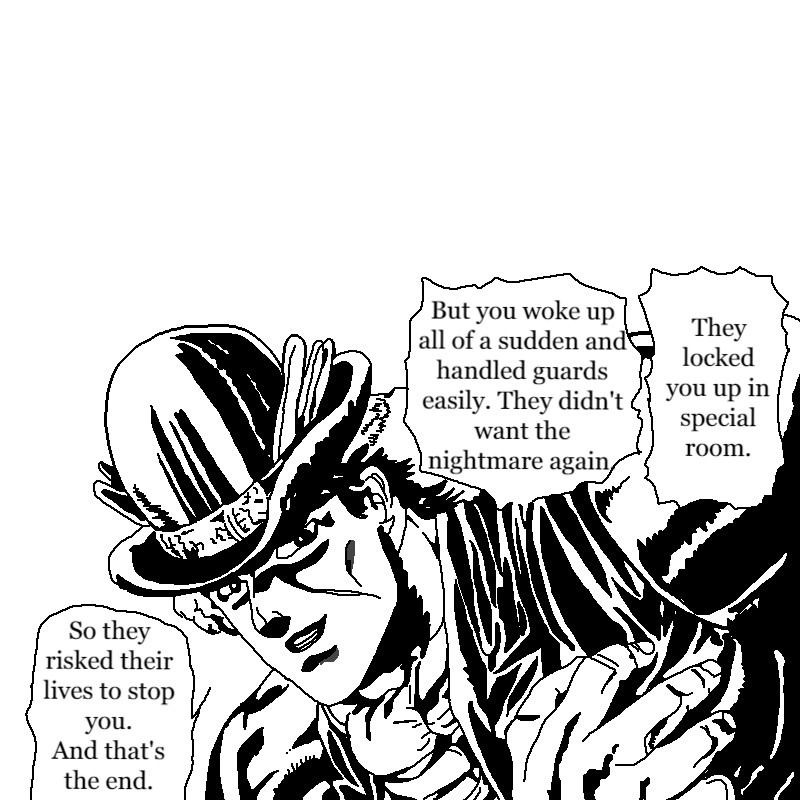 They
locked
you up in
special
room.
But you woke up
all of a sudden and
handled guards
easily. They didn't
want the
nightmare again
So they
risked their
lives to stop
you.
And that's
the end.